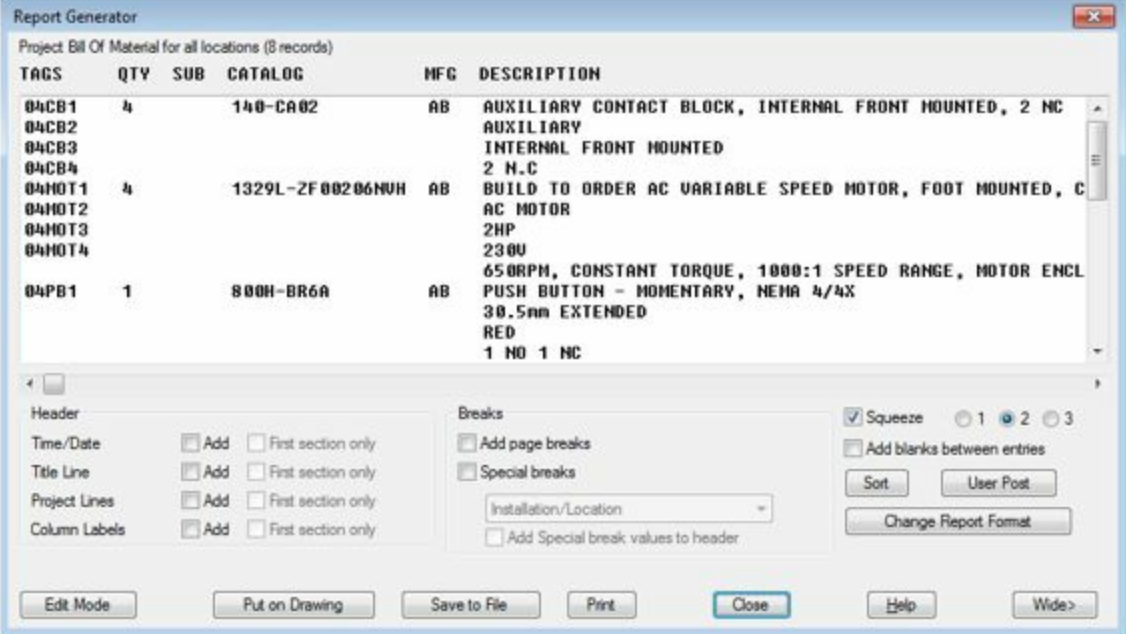 Report Generator
Project Bill Of Material for all locations (8 records)
TAGS QTY SUB CATALOG MFG DESCRIPTION
04CB1 4 140-CA02 AB AUXILIARY CONTACT BLOCK, INTERNAL FRONT MOUNTED, 2 NC
04CB2 AUXILIARY
04CB3 INTERNAL FRONT MOUNTED
04CB4 2 N.C
04MOT1 4 1329L-ZF00206NVH AB BUILD TO ORDER AC VARIABLE SPEED MOTOR, FOOT MOUNTED, C
04MOT2 AC MOTOR
04MOT3 2HP
04MOT4 230V
650RPM, CONSTANT TORQUE, 1000:1 SPEED RANGE, MOTOR ENCL
04PB1 1 800H-BR6A AB PUSH BUTTON - MOMENTARY, NEMA 4/4X
30.5mm EXTENDED
RED
1 NO 1 NC
Header
Time/Date Add First section only
Title Line Add First section only
Project Lines Add First section only
Column Labels Add First section only
Breaks
Add page breaks
Special breaks
Installation/Location
Add Special break values to header
Squeeze 1 2 3
Add blanks between entries
Sort User Post
Change Report Format
Edit Mode Put on Drawing Save to File Print Close Help Wide>